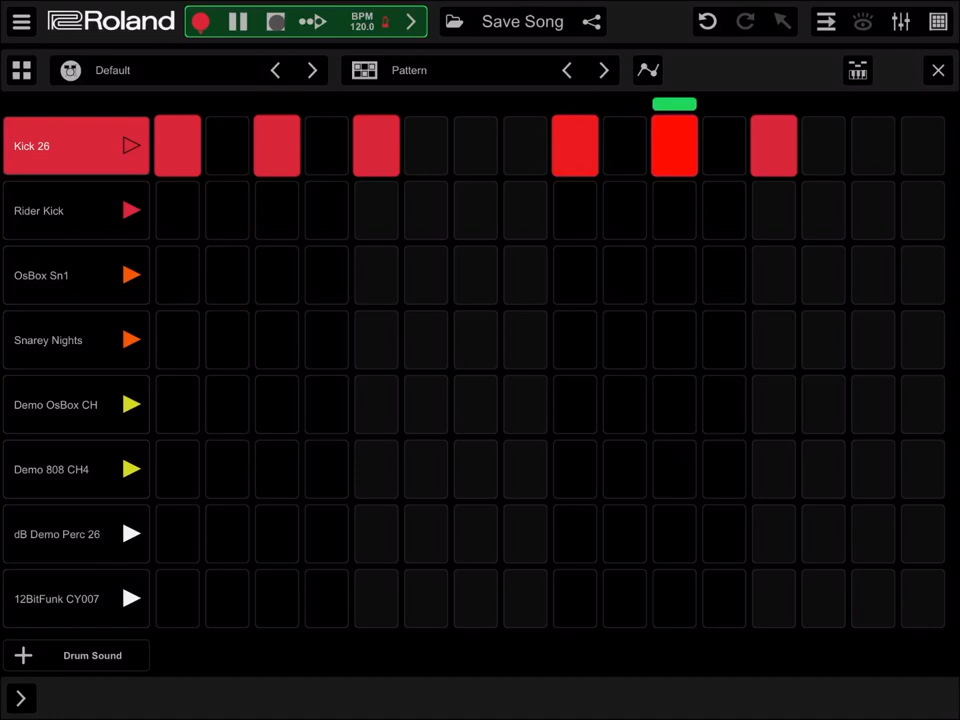 Roland
BPM
120.0
Save Song
Default
Pattern
Kick 26
Rider Kick
OsBox Sn1
Snarey Nights
Demo OsBox CH
Demo 808 CH4
dB Demo Perc 26
12BitFunk CY007
Drum Sound